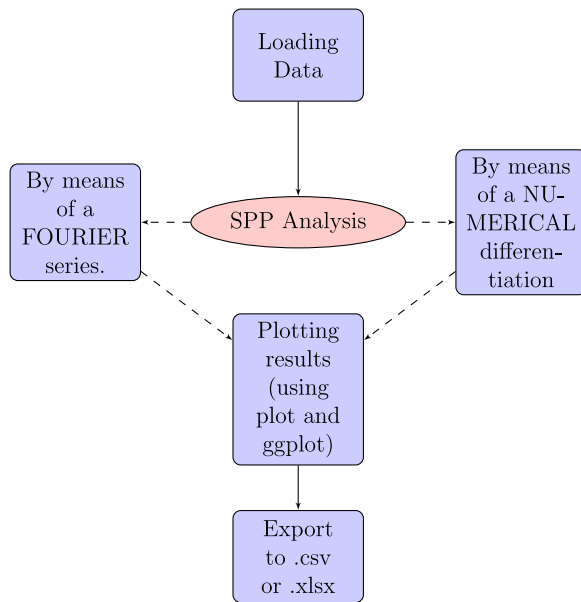 Loading
Data
By means
of a
FOURIER
series.
SPP Analysis
By means
of a NU-
MERICAL
differen-
tiation
Plotting
results
(using
plot and
ggplot)
Export
to .csv
or .xlsx